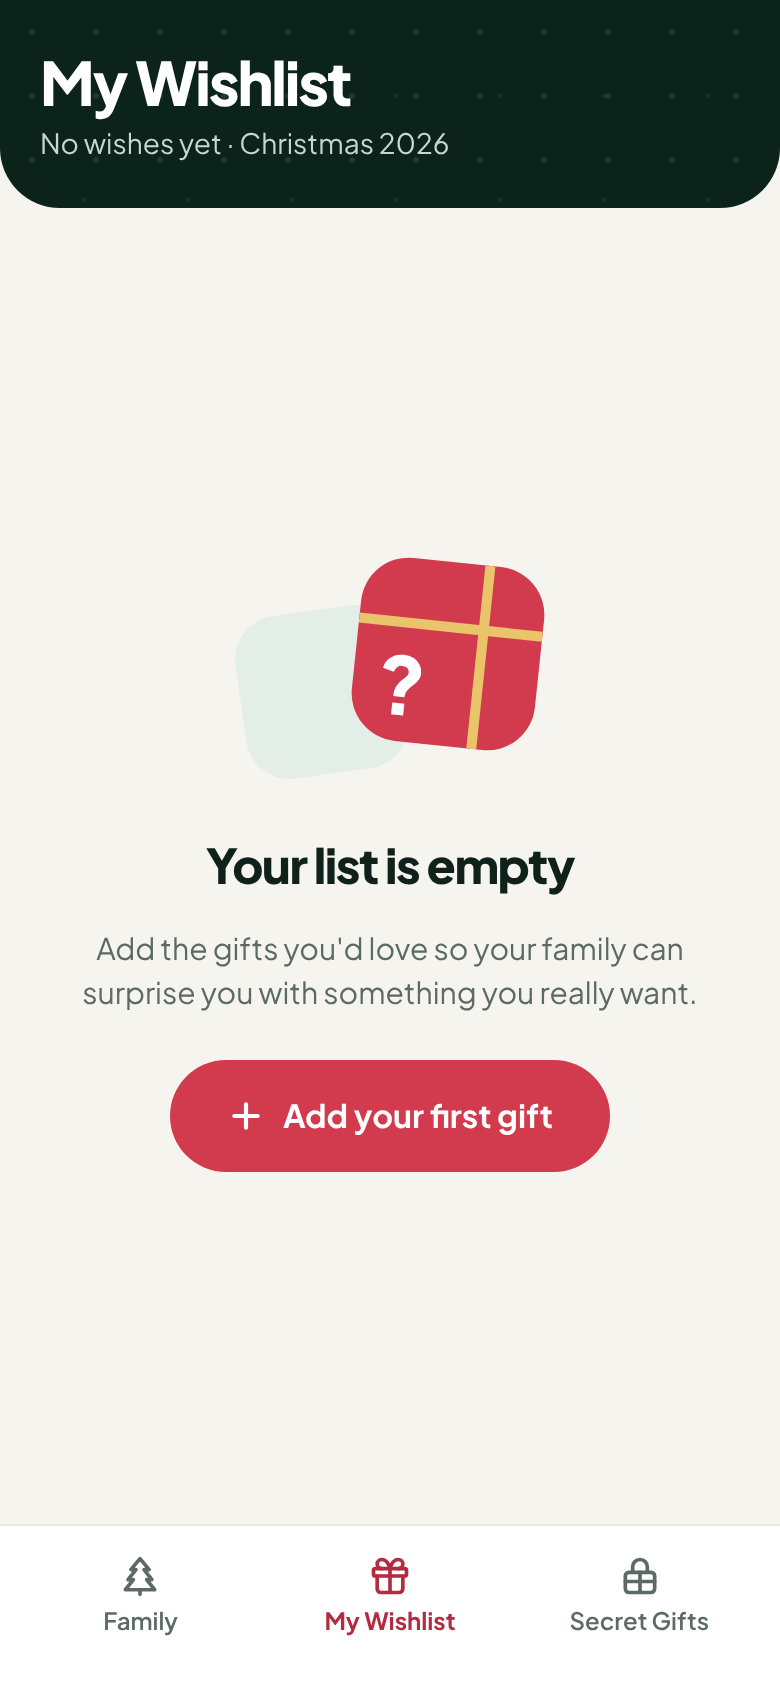 My Wishlist
No wishes yet · Christmas 2026
?
Your list is empty
Add the gifts you'd love so your family can
surprise you with something you really want.
+ Add your first gift
Family
My Wishlist
Secret Gifts